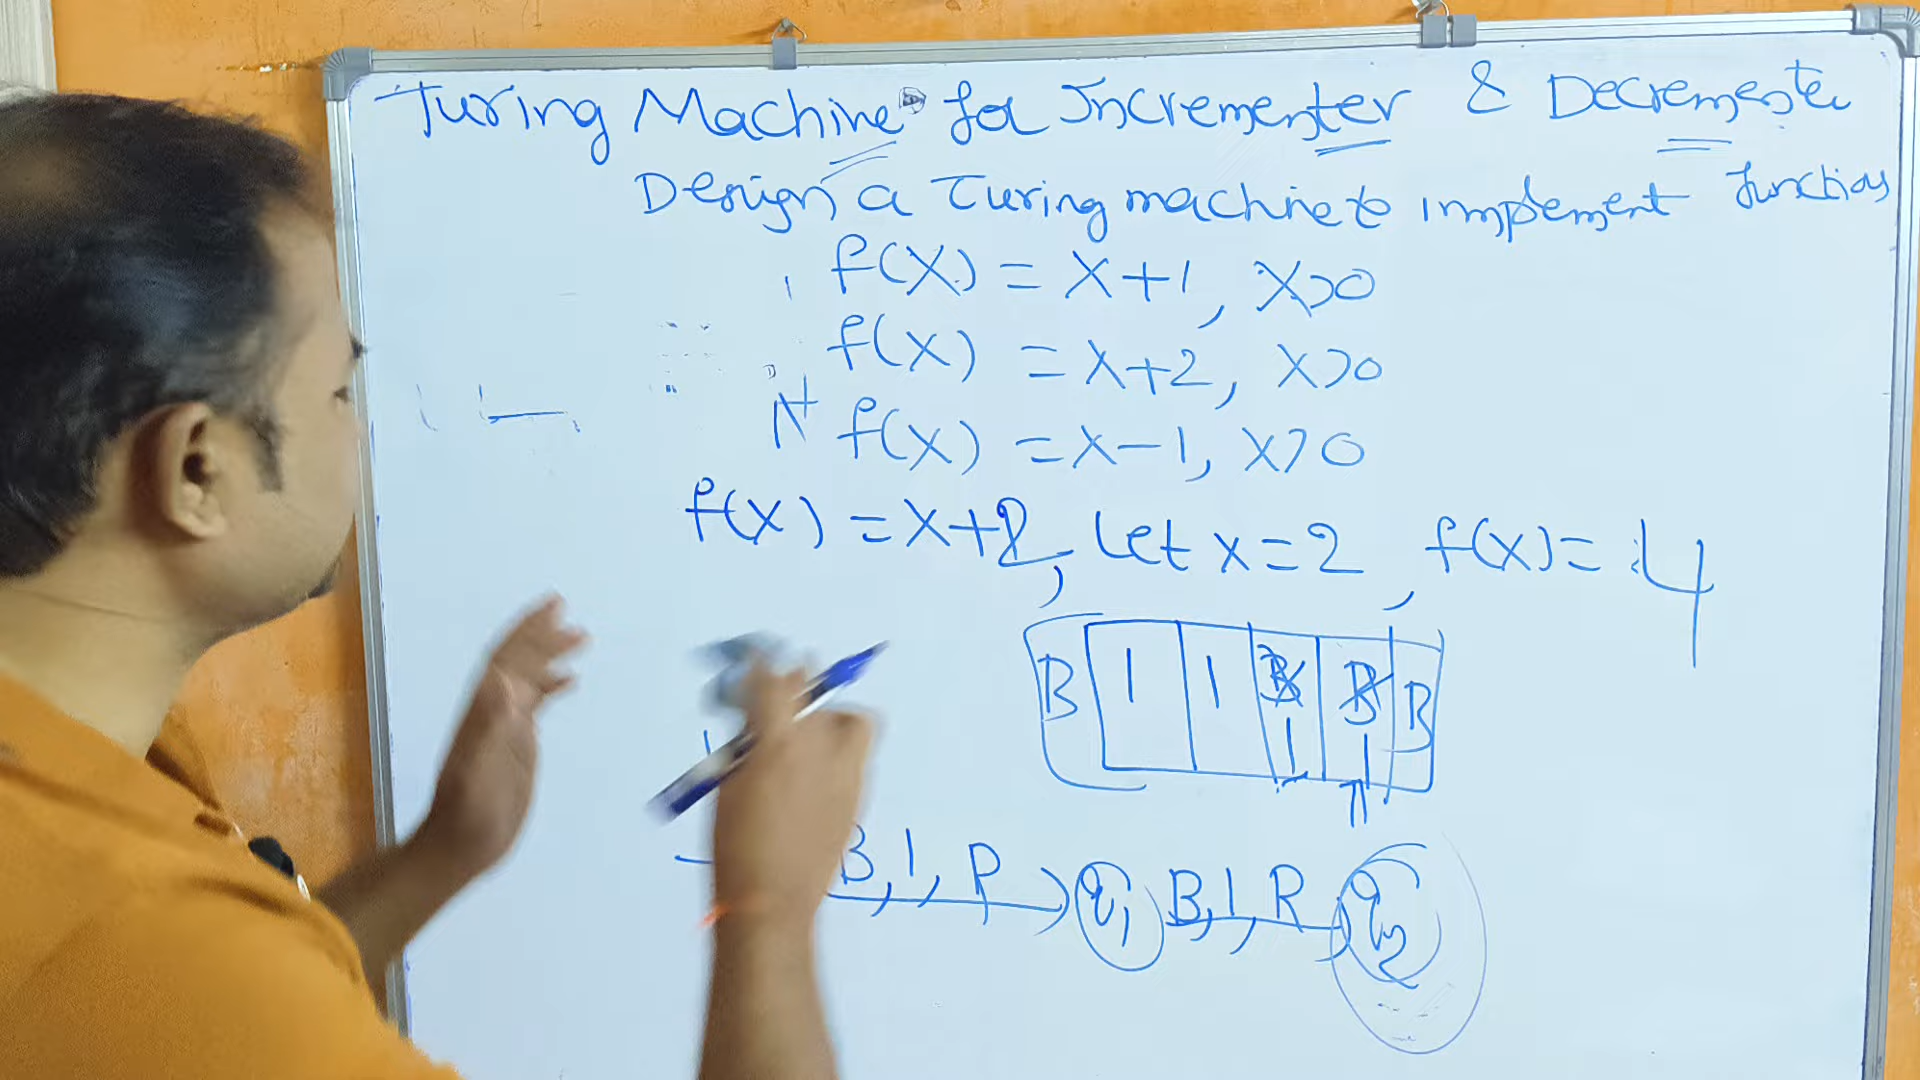 Turing Machine for Incrementer & Decrementer
Design a Turing machine to implement functions
f(X) = X+1, X>0
f(X) = X+2, X>0
f(X) = X-1, X>0
f(X) = X+2, Let X=2, f(X)= 4
B 1 1 B B B
1 1
B, 1, R q1 B, 1, R q2